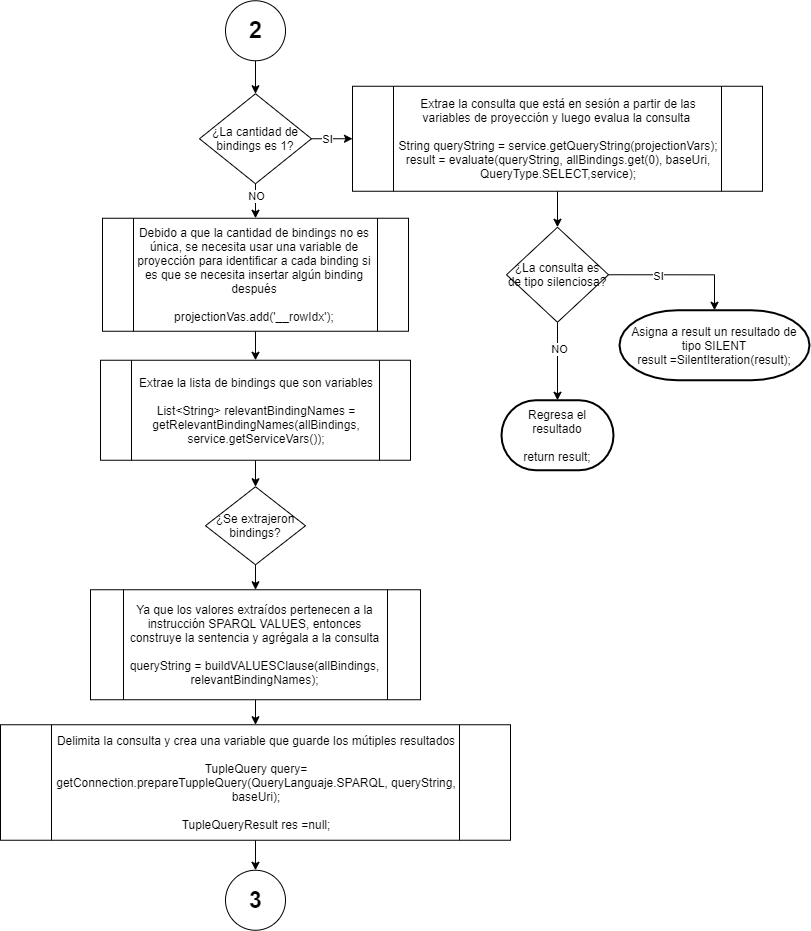 2
¿La cantidad de
bindings es 1?
SI
Extrae la consulta que está en sesión a partir de las
variables de proyección y luego evalua la consulta
String queryString = service.getQueryString(projectionVars);
result = evaluate(queryString, allBindings.get(0), baseUri,
QueryType.SELECT,service);
NO
Debido a que la cantidad de bindings no es
única, se necesita usar una variable de
proyección para identificar a cada binding si
es que se necesita insertar algún binding
después
projectionVas.add('__rowIdx');
¿La consulta es
de tipo silenciosa?
SI
Asigna a result un resultado de
tipo SILENT
result =SilentIteration(result);
NO
Regresa el
resultado
return result;
Extrae la lista de bindings que son variables
List<String> relevantBindingNames =
getRelevantBindingNames(allBindings,
service.getServiceVars());
¿Se extrajeron
bindings?
Ya que los valores extraídos pertenecen a la
instrucción SPARQL VALUES, entonces
construye la sentencia y agrégala a la consulta
queryString = buildVALUESClause(allBindings,
relevantBindingNames);
Delimita la consulta y crea una variable que guarde los mútiples resultados
TupleQuery query=
getConnection.prepareTuppleQuery(QueryLanguaje.SPARQL, queryString,
baseUri);
TupleQueryResult res =null;
3